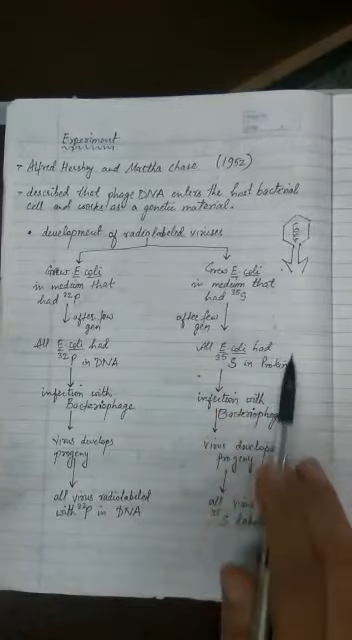 Experiment
- Alfred Hershey and Martha Chase (1952)
- described that phage DNA enters the host bacterial
cell and works as a genetic material.
• development of radiolabeled viruses
Grew E.coli
in medium that
had 32P
after few
gen
All E.coli had
32P in DNA
infection with
Bacteriophage
virus develops
progeny
all virus radiolabeled
with 32P in DNA
Grew E.coli
in medium that
had 35S
after few
gen
All E.coli had
35S in Protein
infection with
Bacteriophage
virus develops
progeny
all virus
35S